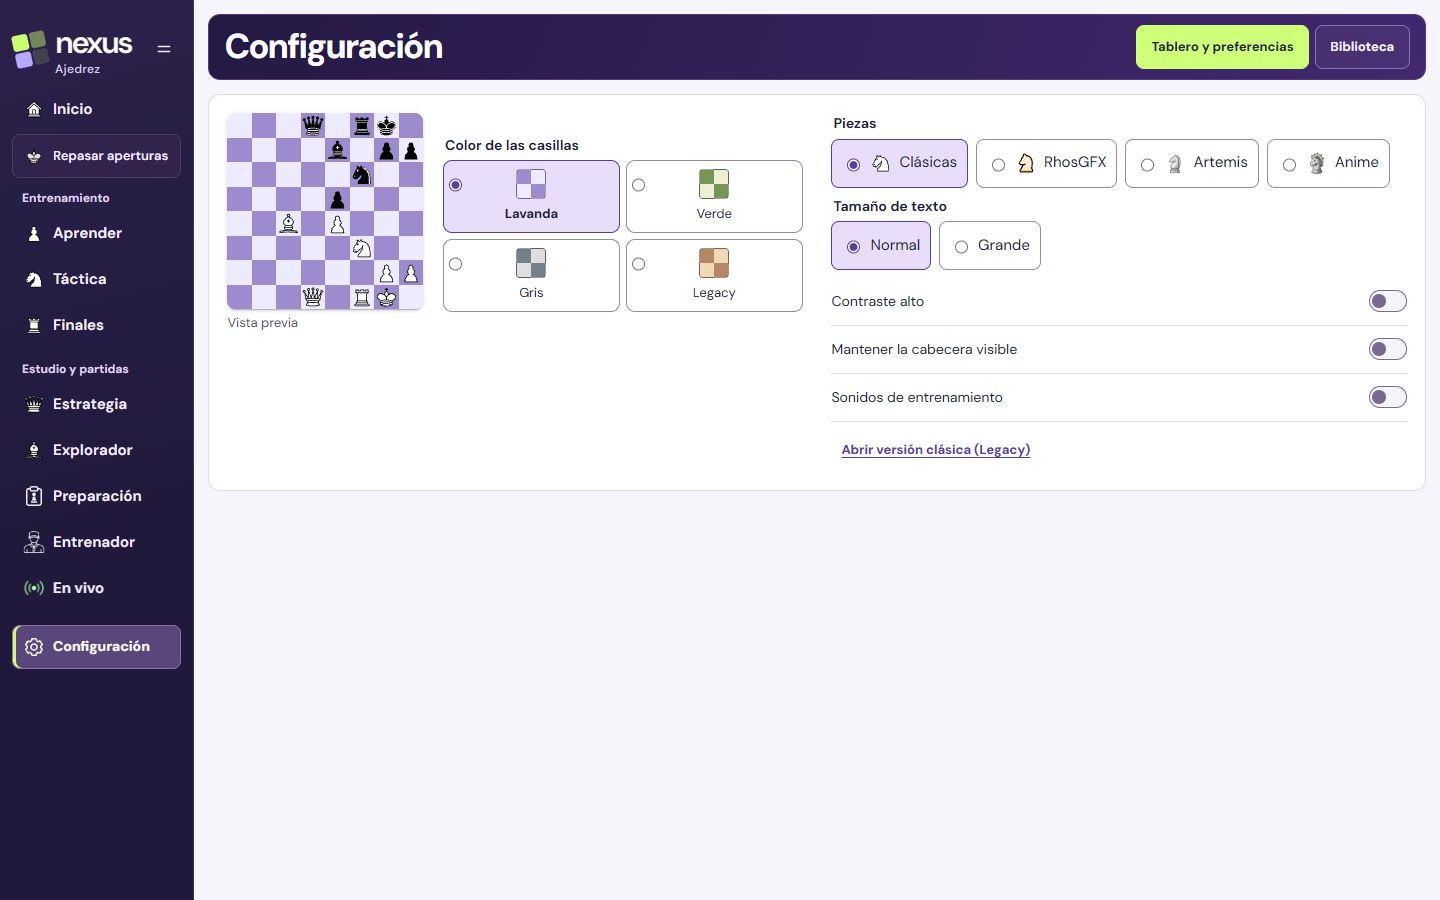 nexus
Ajedrez
Inicio
Repasar aperturas
Entrenamiento
Aprender
Táctica
Finales
Estudio y partidas
Estrategia
Explorador
Preparación
Entrenador
En vivo
Configuración
Configuración
Tablero y preferencias
Biblioteca
Vista previa
Color de las casillas
Lavanda
Verde
Gris
Legacy
Piezas
Clásicas
RhosGFX
Artemis
Anime
Tamaño de texto
Normal
Grande
Contraste alto
Mantener la cabecera visible
Sonidos de entrenamiento
Abrir versión clásica (Legacy)